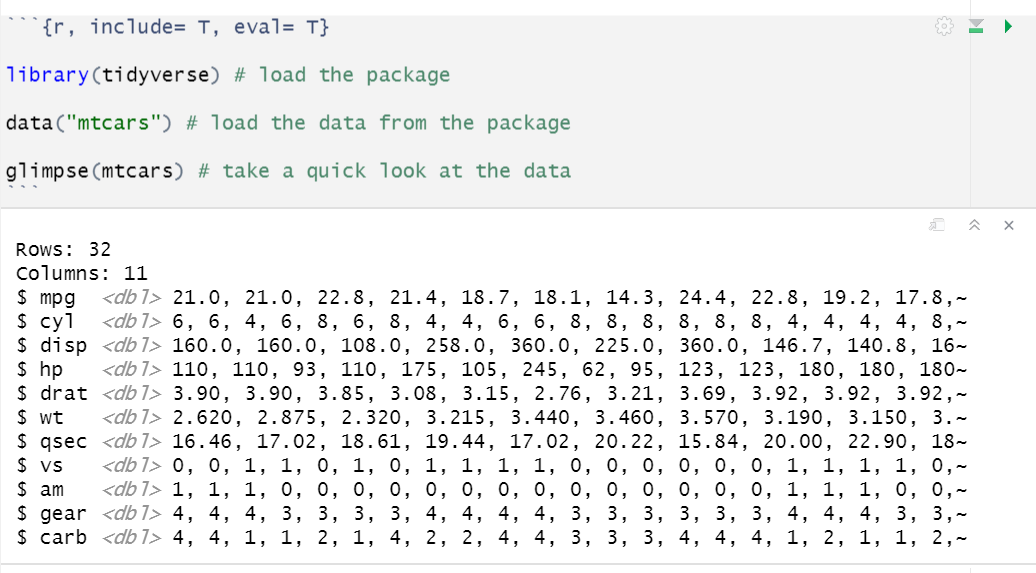 ```{r, include= T, eval= T}
library(tidyverse) # load the package
data("mtcars") # load the data from the package
glimpse(mtcars) # take a quick look at the data
```
Rows: 32
Columns: 11
$ mpg  <dbl> 21.0, 21.0, 22.8, 21.4, 18.7, 18.1, 14.3, 24.4, 22.8, 19.2, 17.8,~
$ cyl  <dbl> 6, 6, 4, 6, 8, 6, 8, 4, 4, 6, 6, 8, 8, 8, 8, 8, 8, 4, 4, 4, 4, 8,~
$ disp <dbl> 160.0, 160.0, 108.0, 258.0, 360.0, 225.0, 360.0, 146.7, 140.8, 16~
$ hp   <dbl> 110, 110, 93, 110, 175, 105, 245, 62, 95, 123, 123, 180, 180, 180~
$ drat <dbl> 3.90, 3.90, 3.85, 3.08, 3.15, 2.76, 3.21, 3.69, 3.92, 3.92, 3.92,~
$ wt   <dbl> 2.620, 2.875, 2.320, 3.215, 3.440, 3.460, 3.570, 3.190, 3.150, 3.~
$ qsec <dbl> 16.46, 17.02, 18.61, 19.44, 17.02, 20.22, 15.84, 20.00, 22.90, 18~
$ vs   <dbl> 0, 0, 1, 1, 0, 1, 0, 1, 1, 1, 1, 0, 0, 0, 0, 0, 0, 1, 1, 1, 1, 0,~
$ am   <dbl> 1, 1, 1, 0, 0, 0, 0, 0, 0, 0, 0, 0, 0, 0, 0, 0, 0, 1, 1, 1, 0, 0,~
$ gear <dbl> 4, 4, 4, 3, 3, 3, 3, 4, 4, 4, 4, 3, 3, 3, 3, 3, 3, 4, 4, 4, 3, 3,~
$ carb <dbl> 4, 4, 1, 1, 2, 1, 4, 2, 2, 4, 4, 3, 3, 3, 4, 4, 4, 1, 2, 1, 1, 2,~